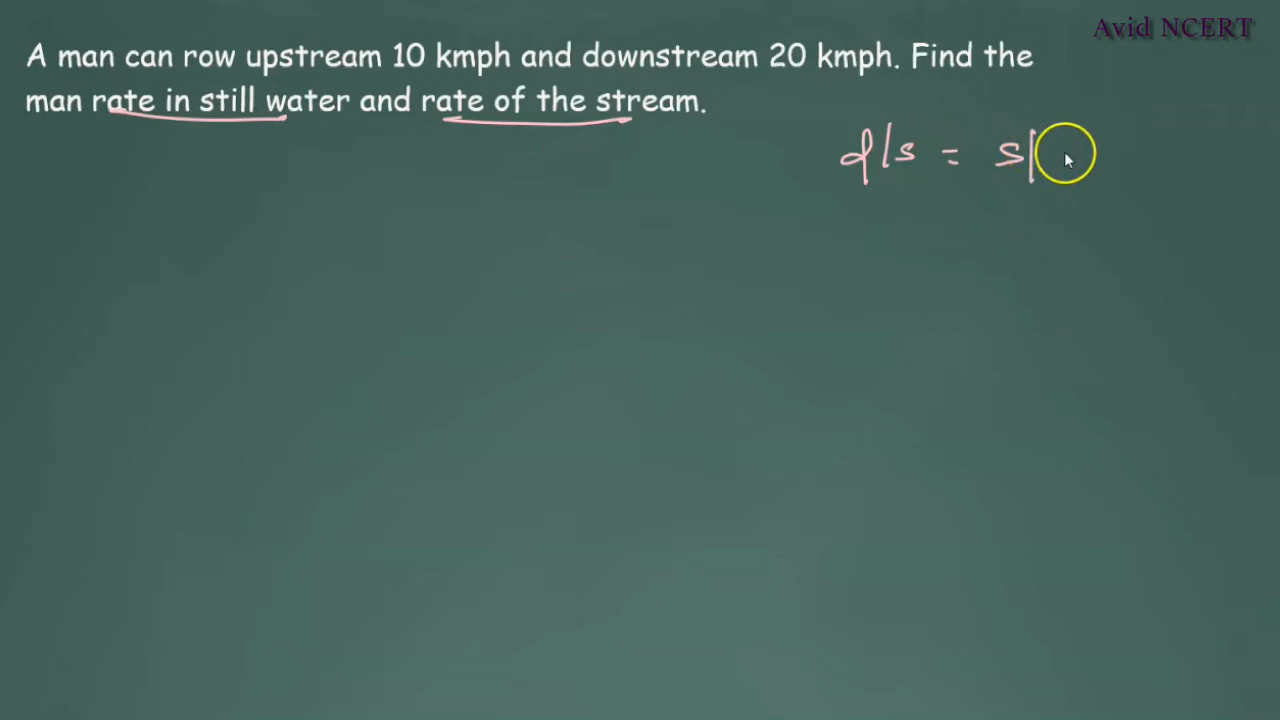 Avid NCERT
A man can row upstream 10 kmph and downstream 20 kmph. Find the
man rate in still water and rate of the stream.
d/s = s|